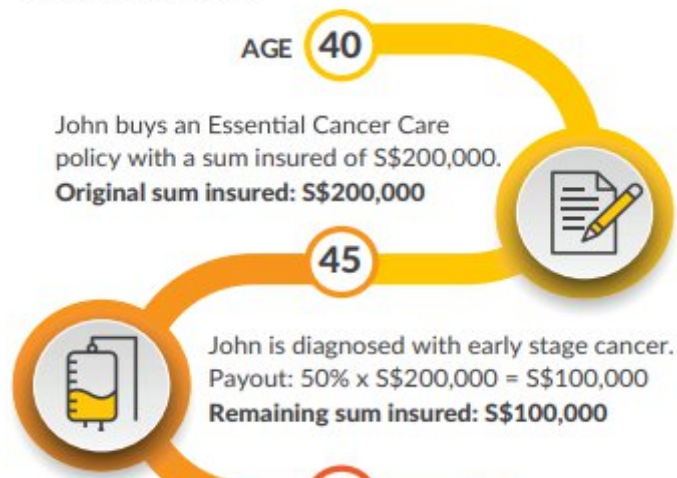 AGE 40
John buys an Essential Cancer Care
policy with a sum insured of S$200,000.
Original sum insured: S$200,000
45
John is diagnosed with early stage cancer.
Payout: 50% x S$200,000 = S$100,000
Remaining sum insured: S$100,000